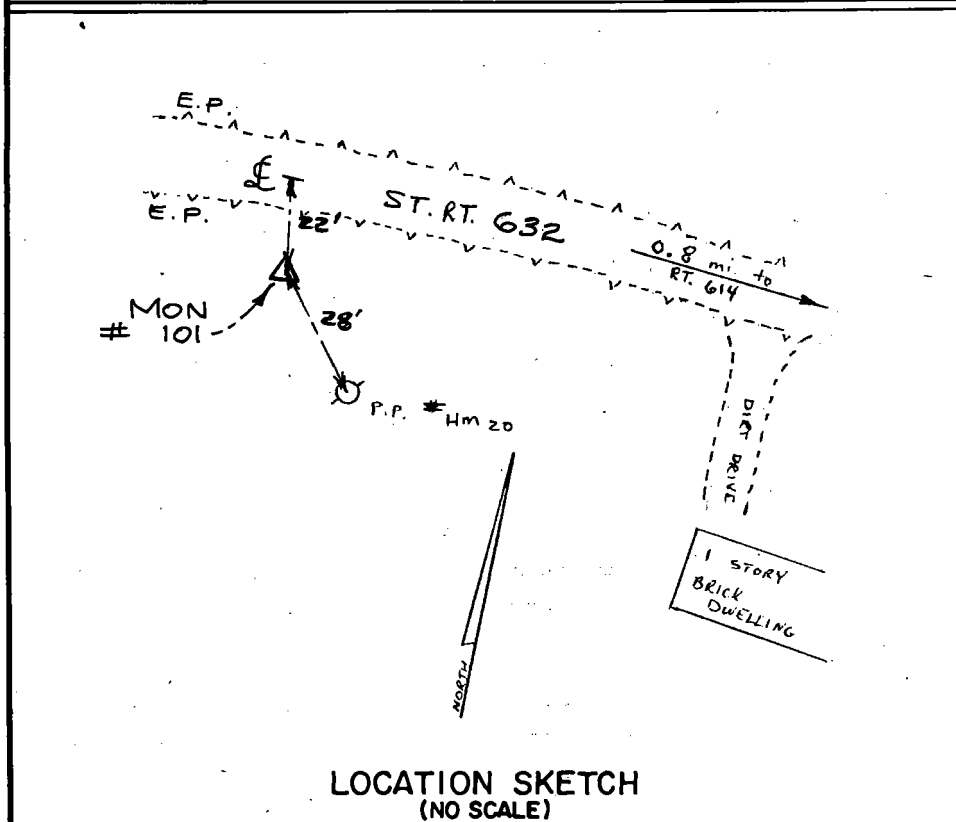 E.P.
℄
E.P.
22'
ST. RT. 632
0.8 mi. to
RT. 614
MON
# 101
28'
P.P. # Hm 20
DIRT DRIVE
1 STORY
BRICK
DWELLING
NORTH
LOCATION SKETCH
(NO SCALE)